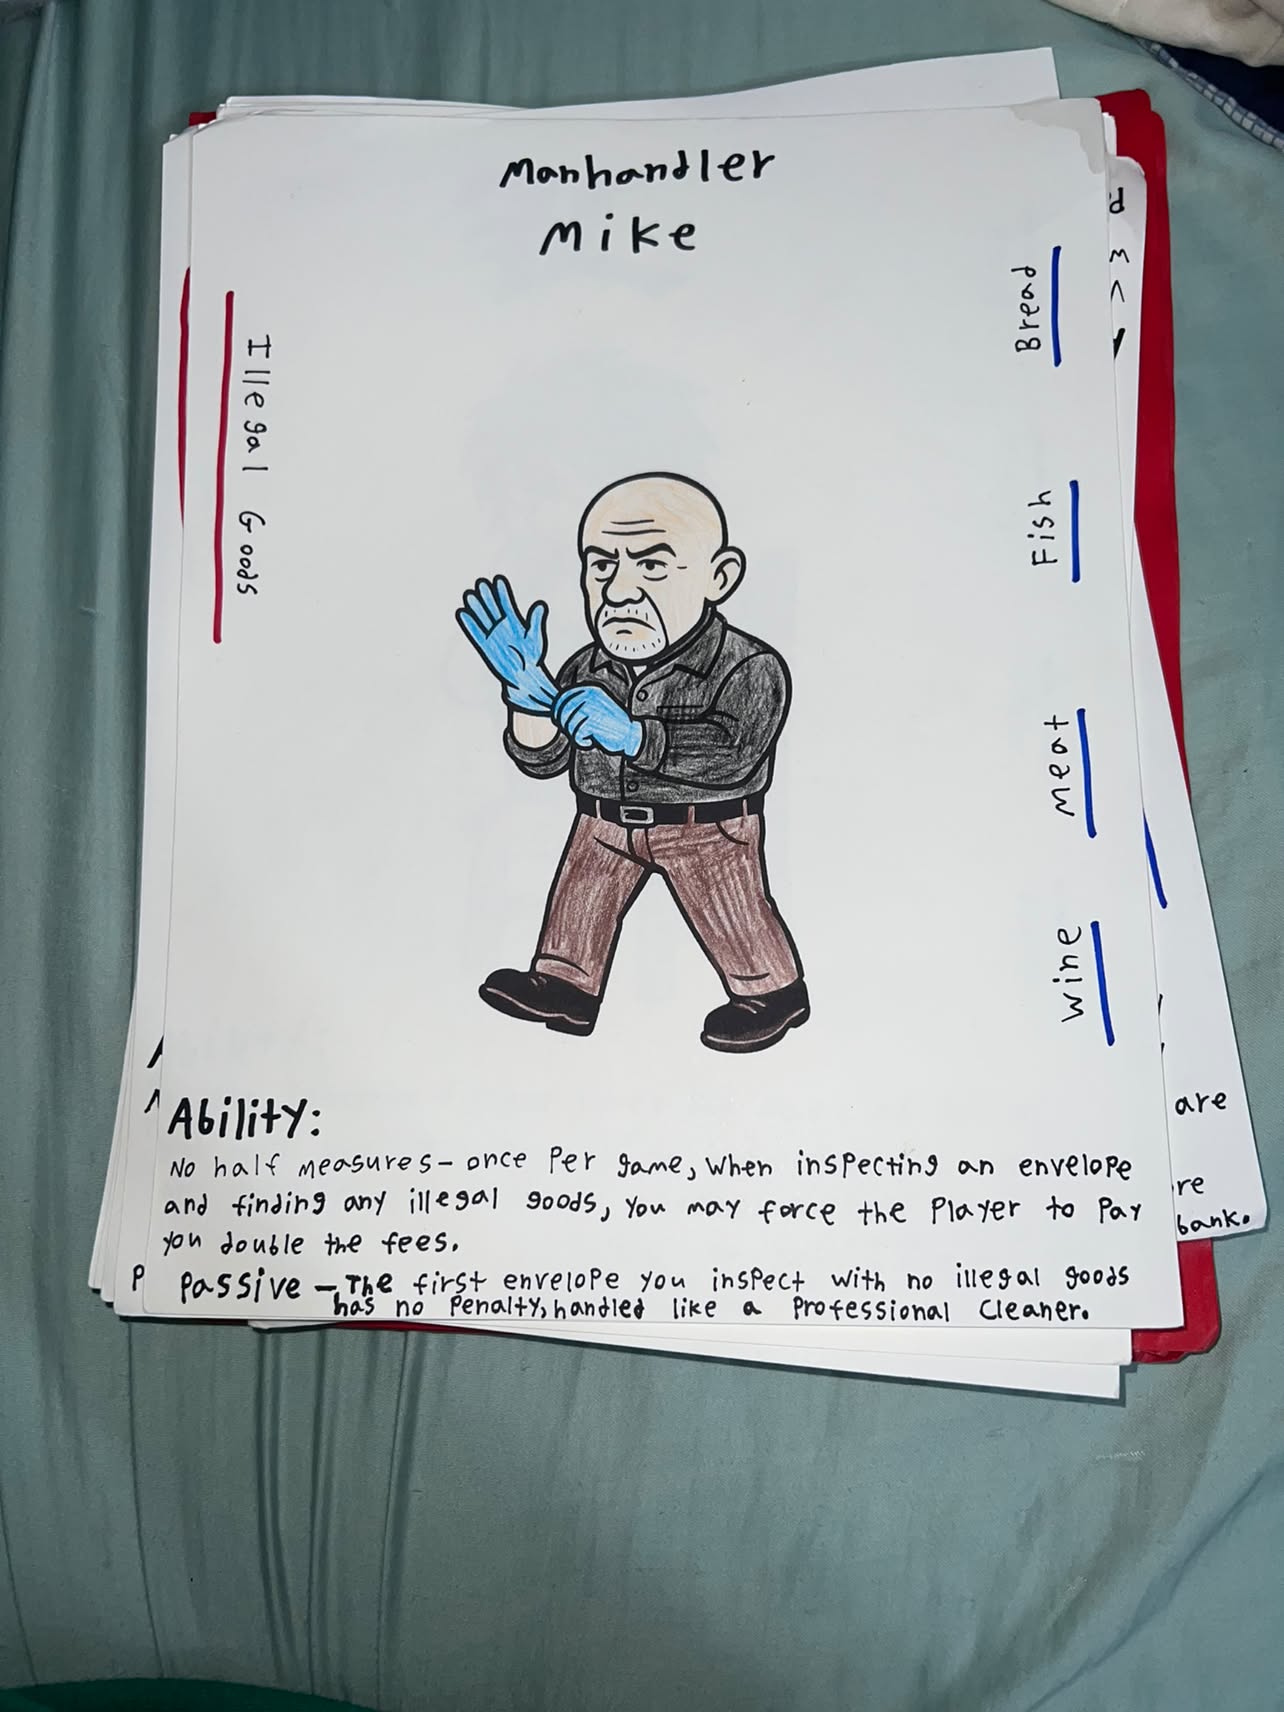 Manhandler
Mike
Illegal Goods
Bread
Fish
Meat
Wine
Ability:
No half measures - once Per game, when inspecting an envelope
and finding any illegal goods, you may force the Player to Pay
you double the fees.
Passive - The first envelope you inspect with no illegal goods
has no Penalty, handled like a Professional Cleaner.
d
are
re
bank.
P